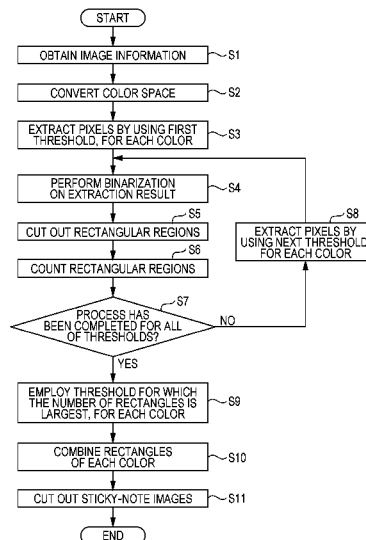 START
OBTAIN IMAGE INFORMATION
S1
CONVERT COLOR SPACE
S2
EXTRACT PIXELS BY USING FIRST
THRESHOLD, FOR EACH COLOR
S3
PERFORM BINARIZATION
ON EXTRACTION RESULT
S4
S5
CUT OUT RECTANGULAR REGIONS
S6
COUNT RECTANGULAR REGIONS
S7
PROCESS HAS
BEEN COMPLETED FOR ALL
OF THRESHOLDS?
NO
S8
EXTRACT PIXELS BY
USING NEXT THRESHOLD
FOR EACH COLOR
YES
EMPLOY THRESHOLD FOR WHICH
THE NUMBER OF RECTANGLES IS
LARGEST, FOR EACH COLOR
S9
COMBINE RECTANGLES
OF EACH COLOR
S10
CUT OUT STICKY-NOTE IMAGES
S11
END